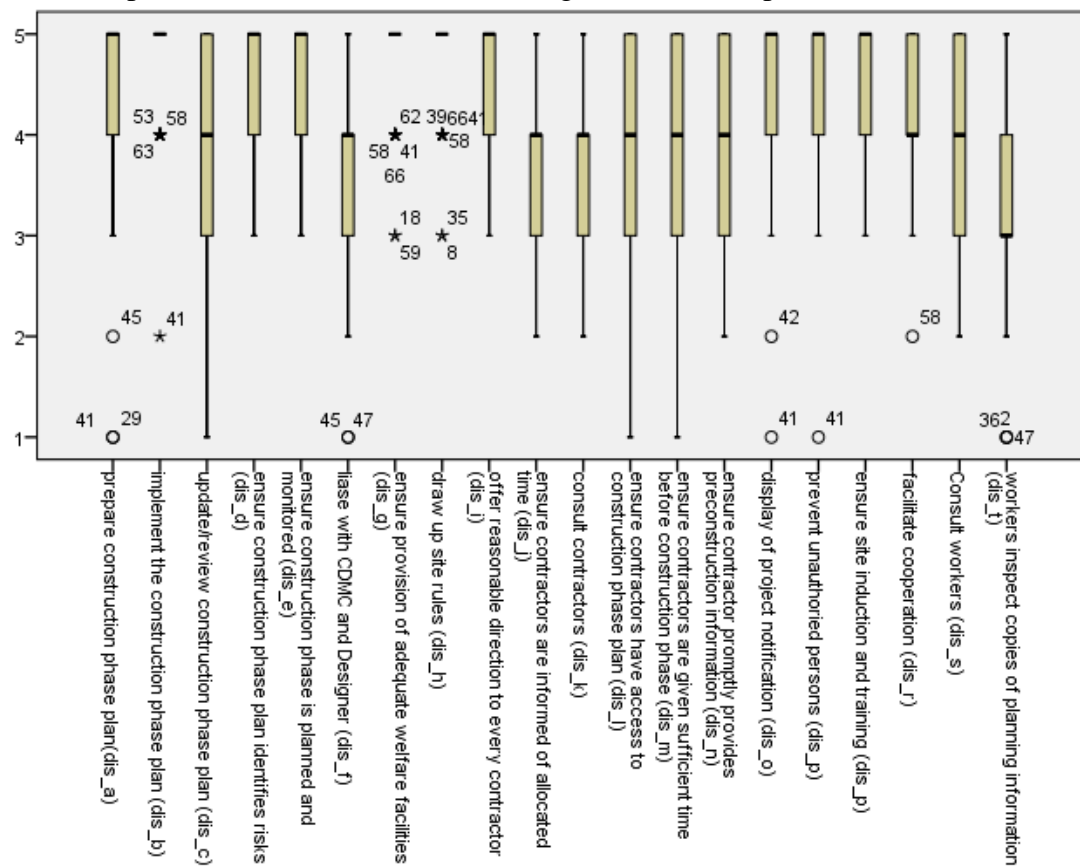 5
53
58
62
396641
4
63
58
41
58
66
18
35
3
59
8
45
41
42
58
2
41
29
45
47
41
41
362
1
47
prepare construction phase plan(dis_a)
implement the construction phase plan (dis_b)
update/review construction phase plan (dis_c)
ensure construction phase plan identifies risks
(dis_d)
ensure construction phase is planned and
monitored (dis_e)
liase with CDMC and Designer (dis_f)
ensure provision of adequate welfare facilities
(dis_g)
draw up site rules (dis_h)
offer reasonable direction to every contractor
(dis_i)
ensure contractors are informed of allocated
time (dis_j)
consult contractors (dis_k)
ensure contractors have access to
construction phase plan (dis_l)
ensure contractors are given sufficient time
before construction phase (dis_m)
ensure contractor promptly provides
preconstruction information (dis_n)
display of project notification (dis_o)
prevent unauthoried persons (dis_p)
ensure site induction and training (dis_p)
facilitate cooperation (dis_r)
Consult workers (dis_s)
workers inspect copies of planning information
(dis_t)